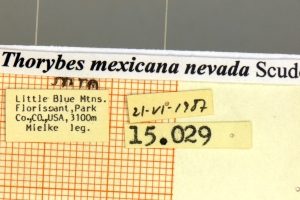 Thorybes mexicana nevada Scud
Little Blue Mtns.
Florissant,Park
Co,CO,USA,3100m
Mielke leg.
21-VI-1987
15.029